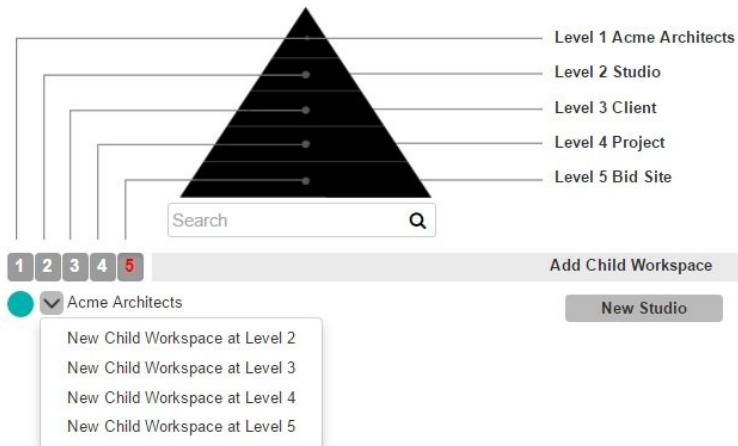 Level 1 Acme Architects
Level 2 Studio
Level 3 Client
Level 4 Project
Level 5 Bid Site
Search
1 2 3 4 5 Add Child Workspace
Acme Architects New Studio
New Child Workspace at Level 2
New Child Workspace at Level 3
New Child Workspace at Level 4
New Child Workspace at Level 5